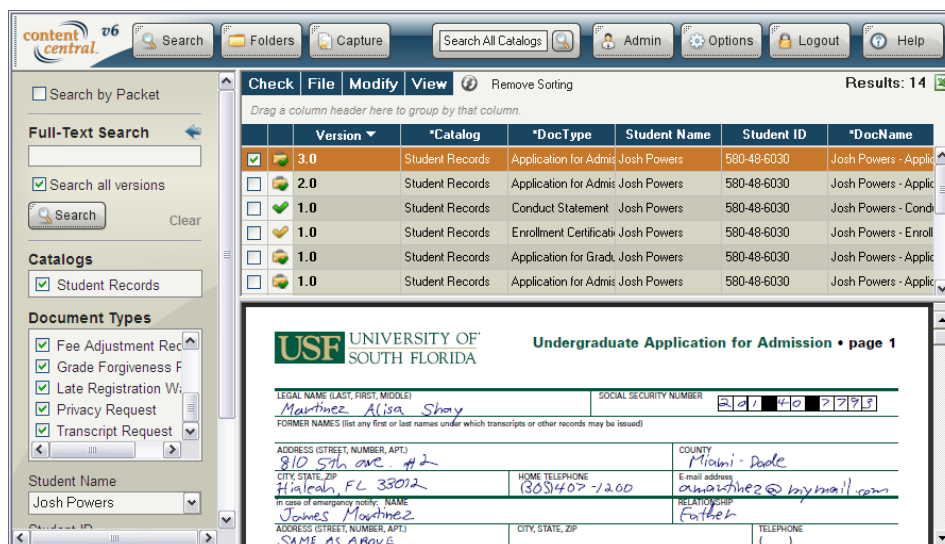 content central. v6 Search Folders Capture Search All Catalogs Admin Options Logout Help
Search by Packet
Full-Text Search
Search all versions
Search Clear
Catalogs
Student Records
Document Types
Fee Adjustment Rec
Grade Forgiveness F
Late Registration Wa
Privacy Request
Transcript Request
Student Name
Josh Powers
Student ID
Check File Modify View Remove Sorting Results: 14
Drag a column header here to group by that column.
Version *Catalog *DocType Student Name Student ID *DocName
3.0 Student Records Application for Admis Josh Powers 580-48-6030 Josh Powers - Applic
2.0 Student Records Application for Admis Josh Powers 580-48-6030 Josh Powers - Applic
1.0 Student Records Conduct Statement Josh Powers 580-48-6030 Josh Powers - Condu
1.0 Student Records Enrollment Certificati Josh Powers 580-48-6030 Josh Powers - Enroll
1.0 Student Records Application for Gradu Josh Powers 580-48-6030 Josh Powers - Applic
1.0 Student Records Application for Admis Josh Powers 580-48-6030 Josh Powers - Applic
USF UNIVERSITY OF
SOUTH FLORIDA
Undergraduate Application for Admission • page 1
LEGAL NAME (LAST, FIRST, MIDDLE) SOCIAL SECURITY NUMBER
Martinez Alisa Shay 201 40 7793
FORMER NAMES (list any first or last names under which transcripts or other records may be issued)
ADDRESS (STREET, NUMBER, APT.) COUNTY
810 5th ave. #2 Miami-Dade
CITY, STATE, ZIP HOME TELEPHONE E-mail address
Hialeah, FL 33012 (305)407-1200 amartinez@mymail.com
in case of emergency notify: NAME RELATIONSHIP
James Martinez Father
ADDRESS (STREET, NUMBER, APT.) CITY, STATE, ZIP TELEPHONE
SAME AS ABOVE ( )